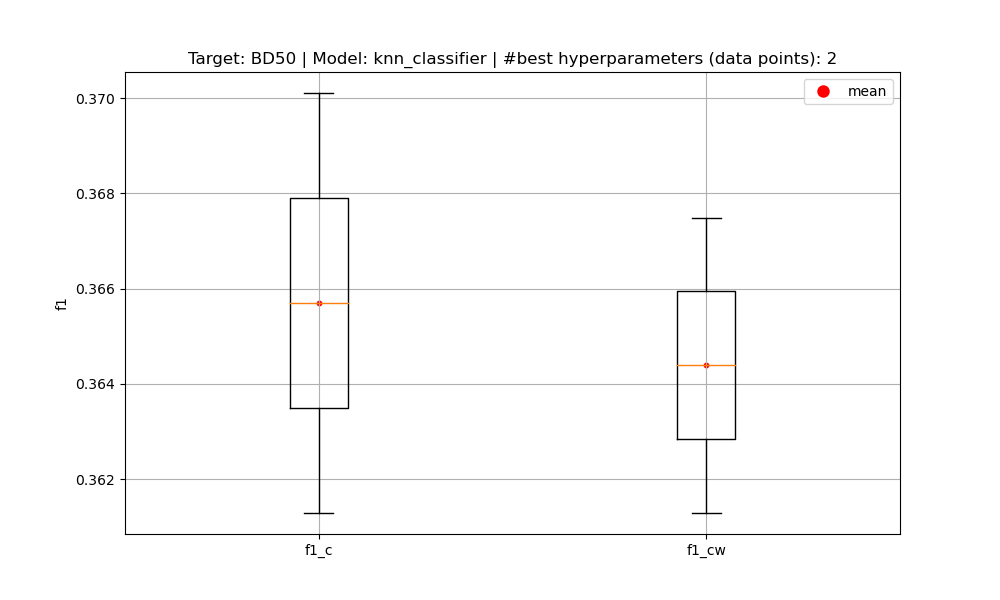 Target: BD50 | Model: knn_classifier | #best hyperparameters (data points): 2
mean
0.370
0.368
0.366
0.364
0.362
f1
f1_c
f1_cw